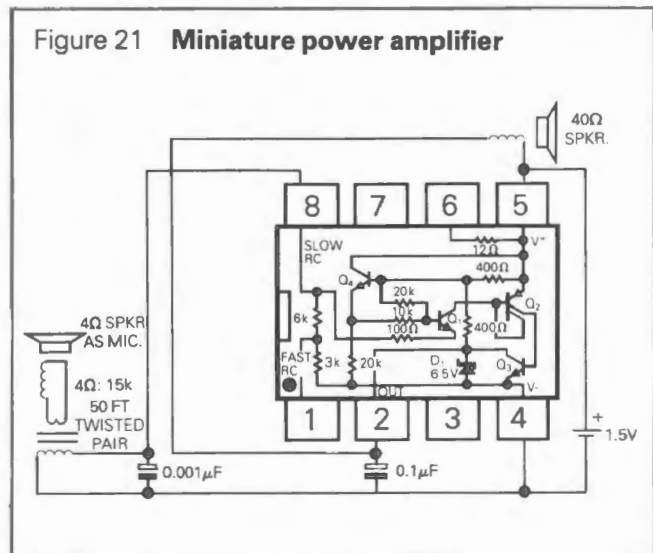 Figure 21 Miniature power amplifier
40Ω
SPKR.
8 7 6 5
SLOW
RC
12Ω
V+
400Ω
Q4
20k
10k
100Ω
Q1
Q2
6k
400Ω
4Ω SPKR
AS MIC.
FAST
RC
3k
20k
D1
6.5V
Q3
OUT
V-
4Ω: 15k
50 FT
TWISTED
PAIR
1 2 3 4
+
1.5V
0.001µF
0.1µF